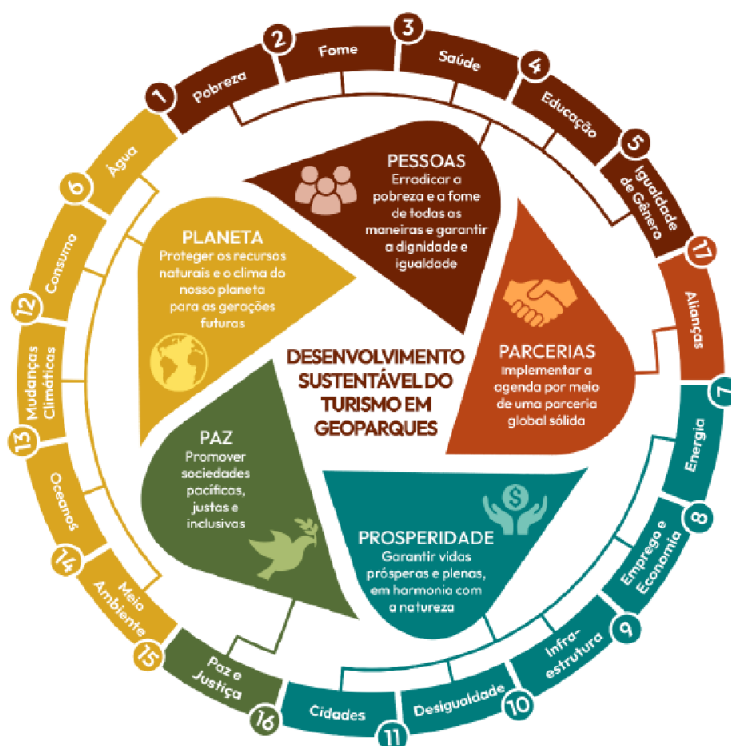 1
Pobreza
2
Fome
3
Saúde
4
Educação
5
Igualdade
de Gênero
17
Alianças
7
Energia
8
Emprego e
Economia
9
Infra-
estrutura
10
Desigualdade
11
Cidades
16
Paz e
Justiça
15
Meio
Ambiente
14
Oceanos
13
Mudanças
Climáticas
12
Consumo
6
Água
PESSOAS
Erradicar a
pobreza e a fome
de todas as
maneiras e garantir
a dignidade e
igualdade
PLANETA
Proteger os recursos
naturais e o clima do
nosso planeta
para as gerações
futuras
PARCERIAS
Implementar a
agenda por meio
de uma parceria
global sólida
DESENVOLVIMENTO
SUSTENTÁVEL DO
TURISMO EM
GEOPARQUES
PAZ
Promover
sociedades
pacíficas,
justas e
inclusivas
$
PROSPERIDADE
Garantir vidas
prósperas e plenas,
em harmonia com
a natureza